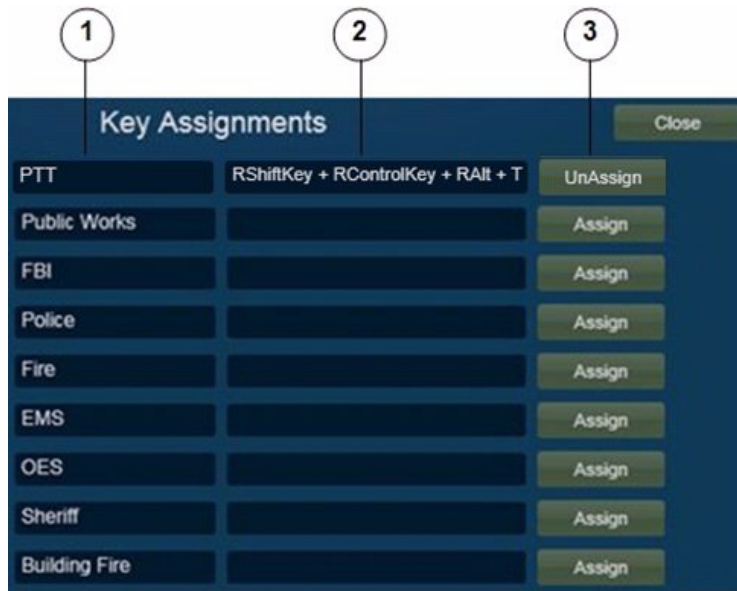 1 2 3
Key Assignments Close
PTT RShiftKey + RControlKey + RAlt + T UnAssign
Public Works Assign
FBI Assign
Police Assign
Fire Assign
EMS Assign
OES Assign
Sheriff Assign
Building Fire Assign